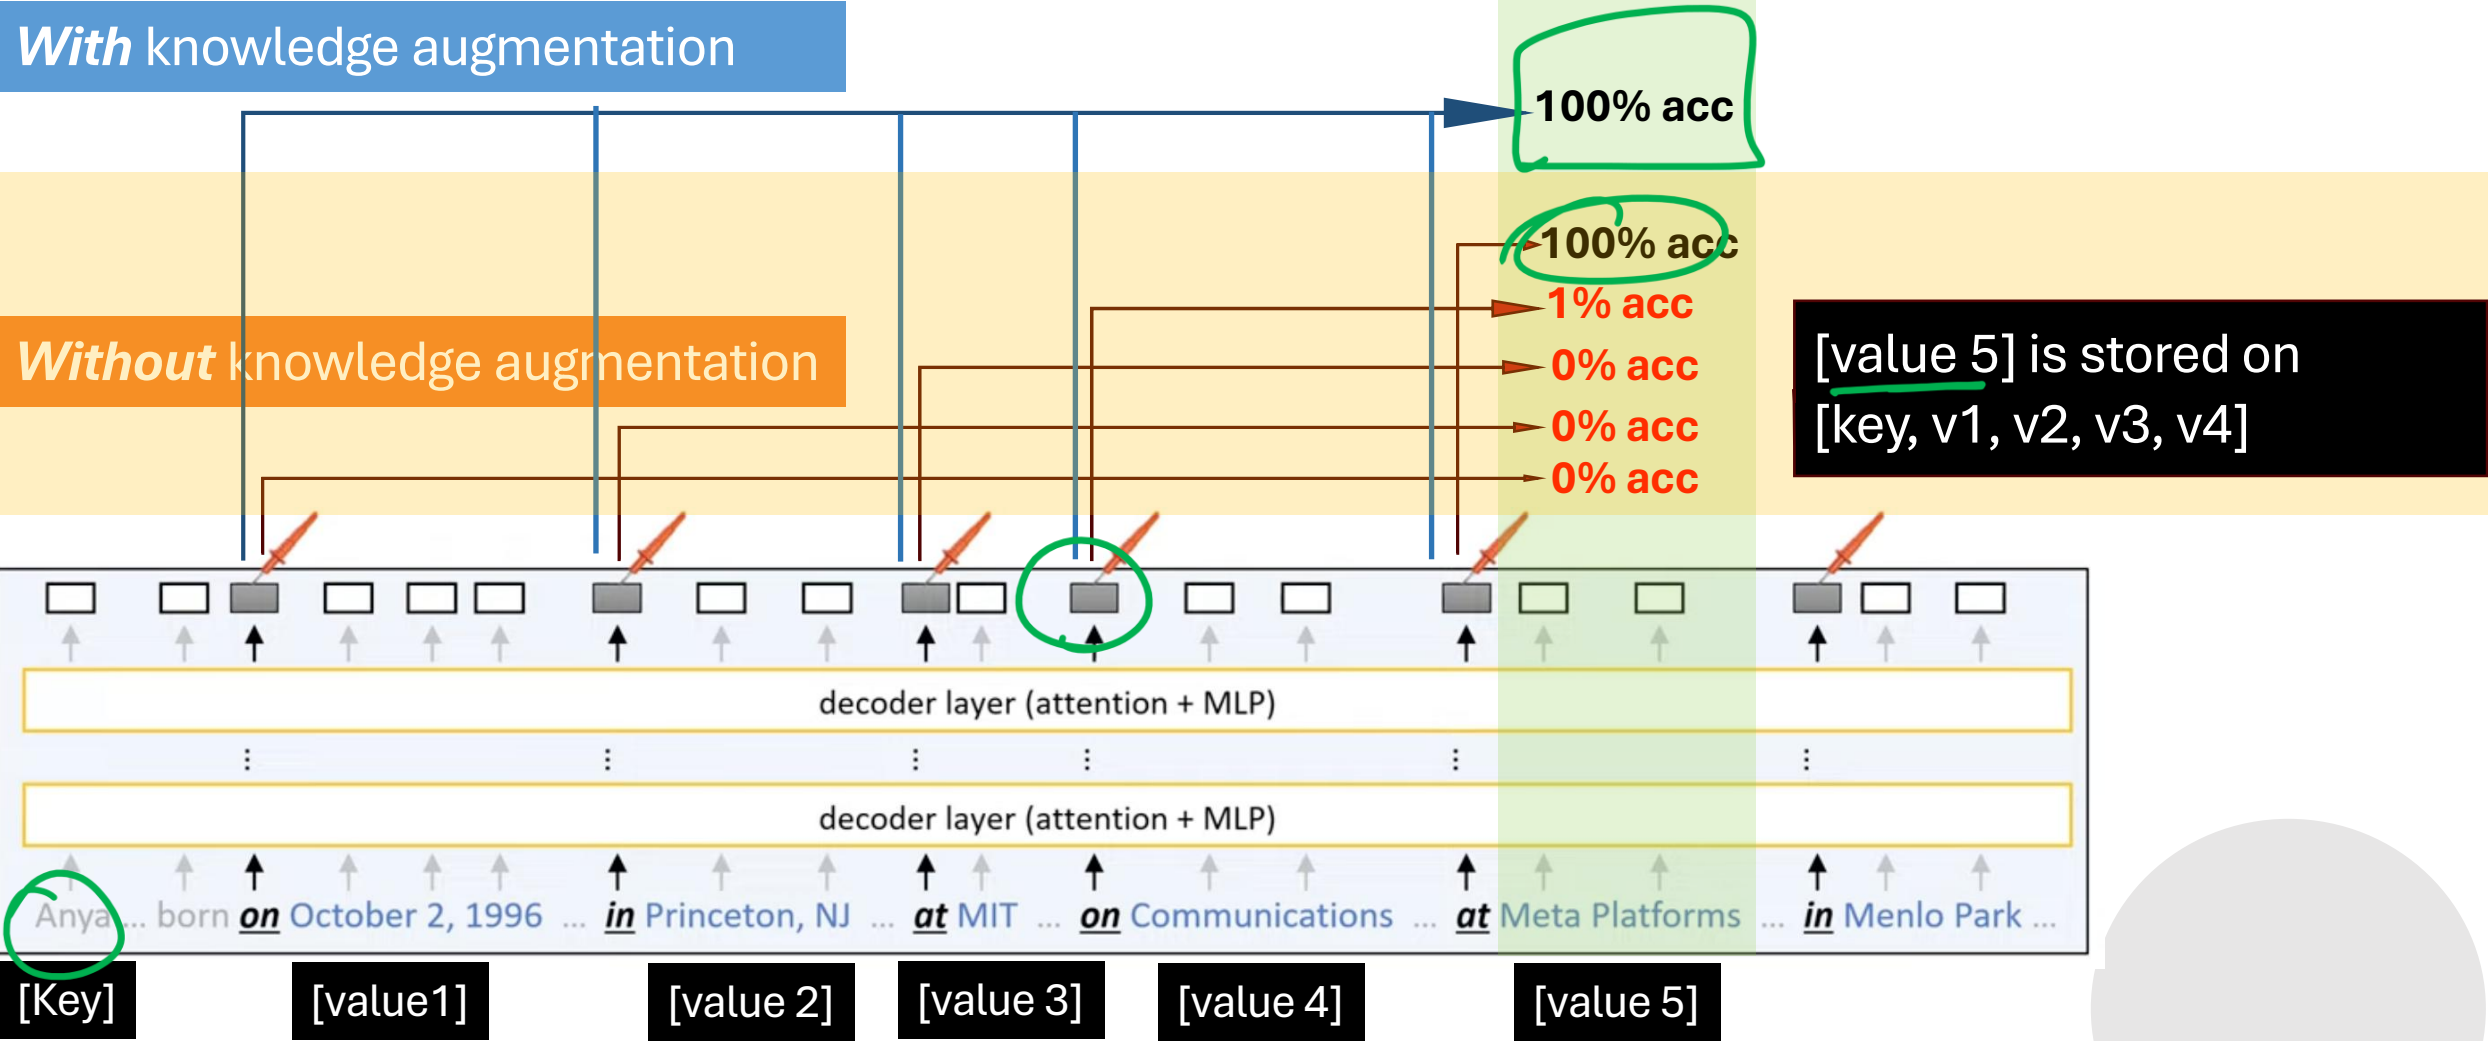 With knowledge augmentation
100% acc
100% acc
1% acc
Without knowledge augmentation
0% acc
0% acc
0% acc
[value 5] is stored on
[key, v1, v2, v3, v4]
decoder layer (attention + MLP)
decoder layer (attention + MLP)
Anya ... born on October 2, 1996 ... in Princeton, NJ ... at MIT ... on Communications ... at Meta Platforms ... in Menlo Park ...
[Key] [value1] [value 2] [value 3] [value 4] [value 5]